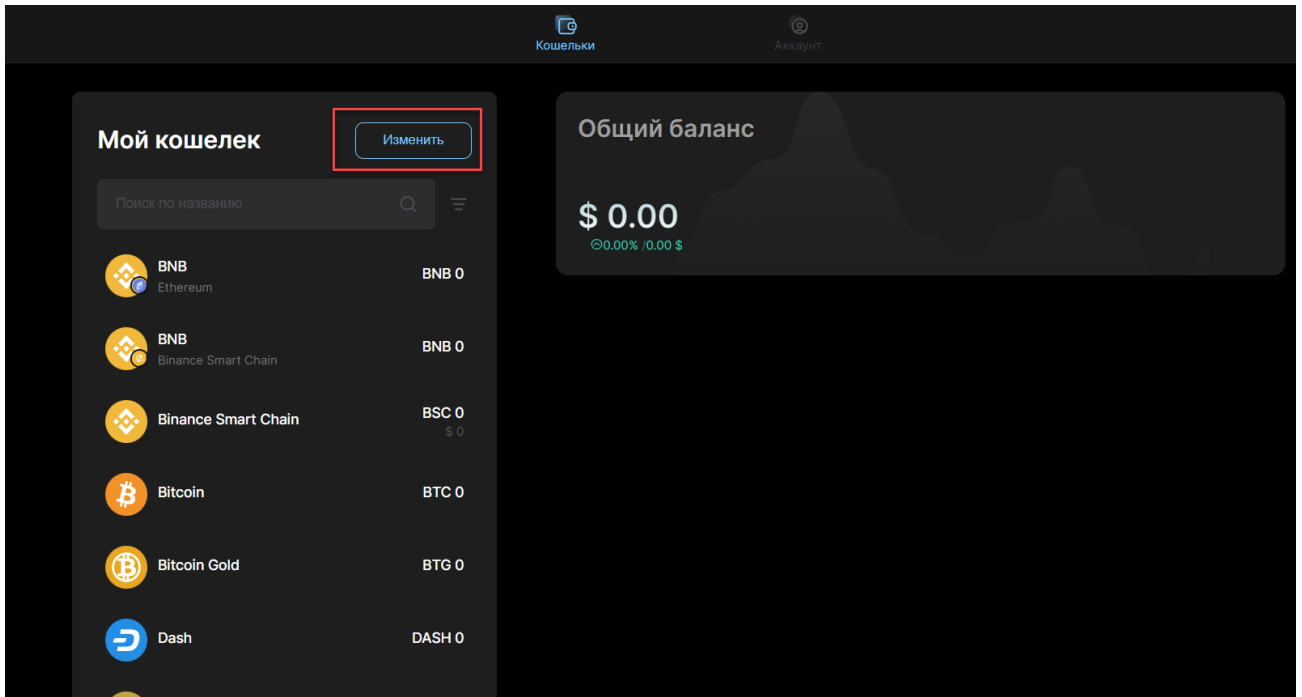 Кошельки
Аккаунт
Мой кошелек
Изменить
Поиск по названию
BNB
Ethereum
BNB 0
BNB
Binance Smart Chain
BNB 0
Binance Smart Chain
BSC 0
$ 0
Bitcoin
BTC 0
Bitcoin Gold
BTG 0
Dash
DASH 0
Общий баланс
$ 0.00
0.00% /0.00 $